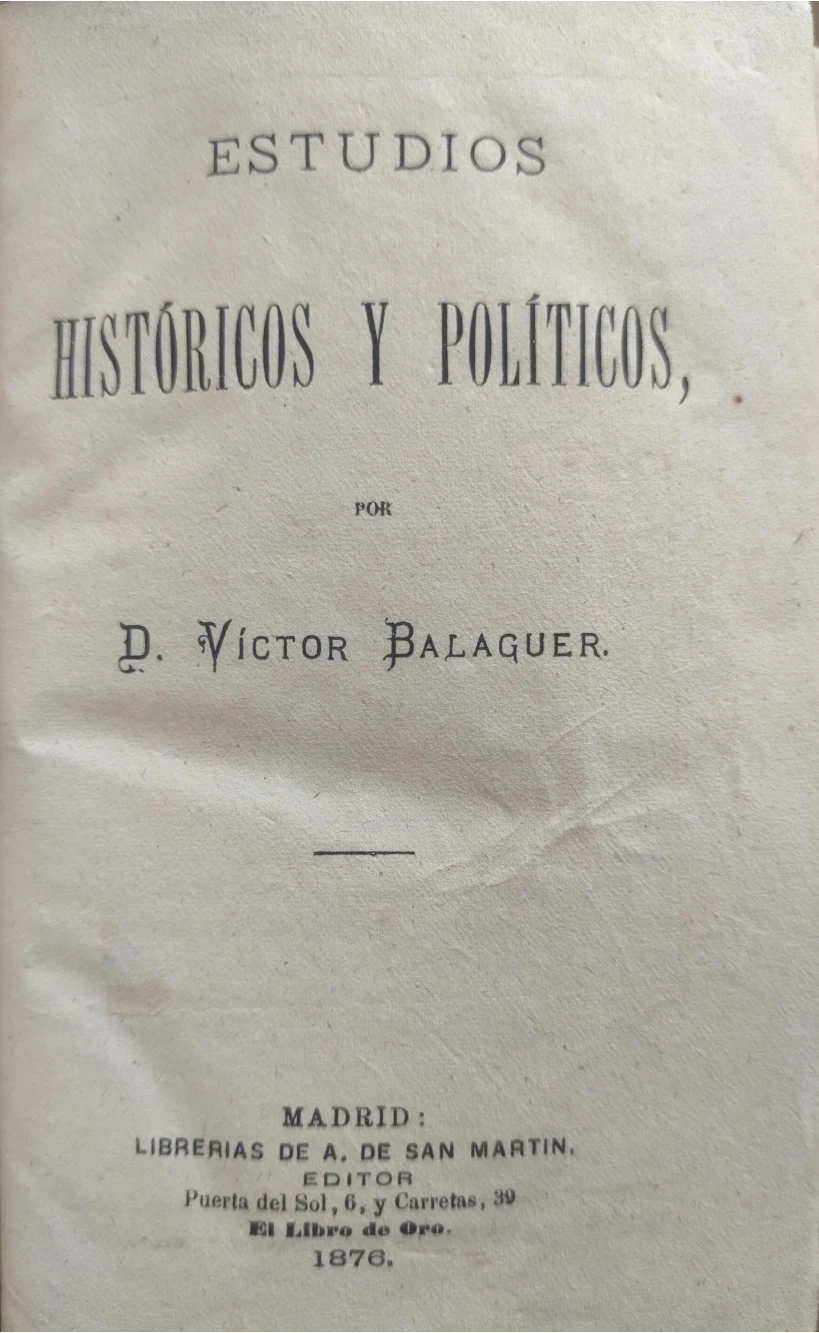 ESTUDIOS
HISTÓRICOS Y POLÍTICOS,
POR
D. VÍCTOR BALAGUER.
MADRID:
LIBRERIAS DE A. DE SAN MARTIN.
EDITOR
Puerta del Sol, 6, y Carretas, 39
El Libro de Oro.
1876.